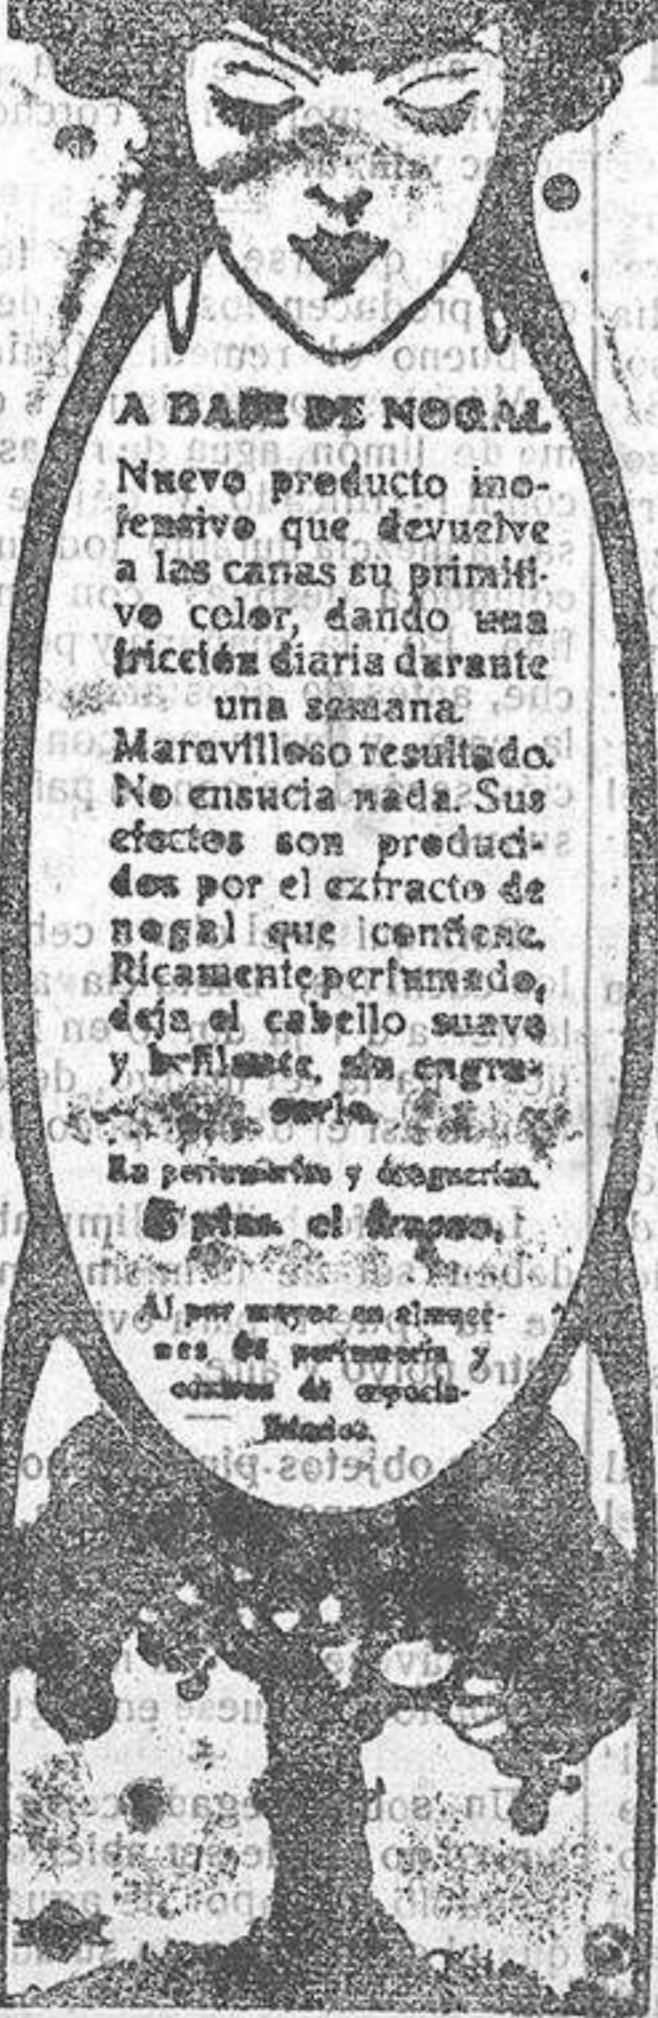 A BASE DE NOGAL
Nuevo producto ino-
fensivo que devuelve
a las canas su primiti-
vo color, dando una
fricción diaria durante
una semana.
Maravilloso resultado.
No ensucia nada. Sus
efectos son produci-
dos por el extracto de
nogal que contiene.
Ricamente perfumado,
deja el cabello suave
y brillante, sin engra-
sarlo.
En perfumerías y droguerías.
ptas. el frasco.
Al por mayor en almace-
nes de perfumería y
de especia-